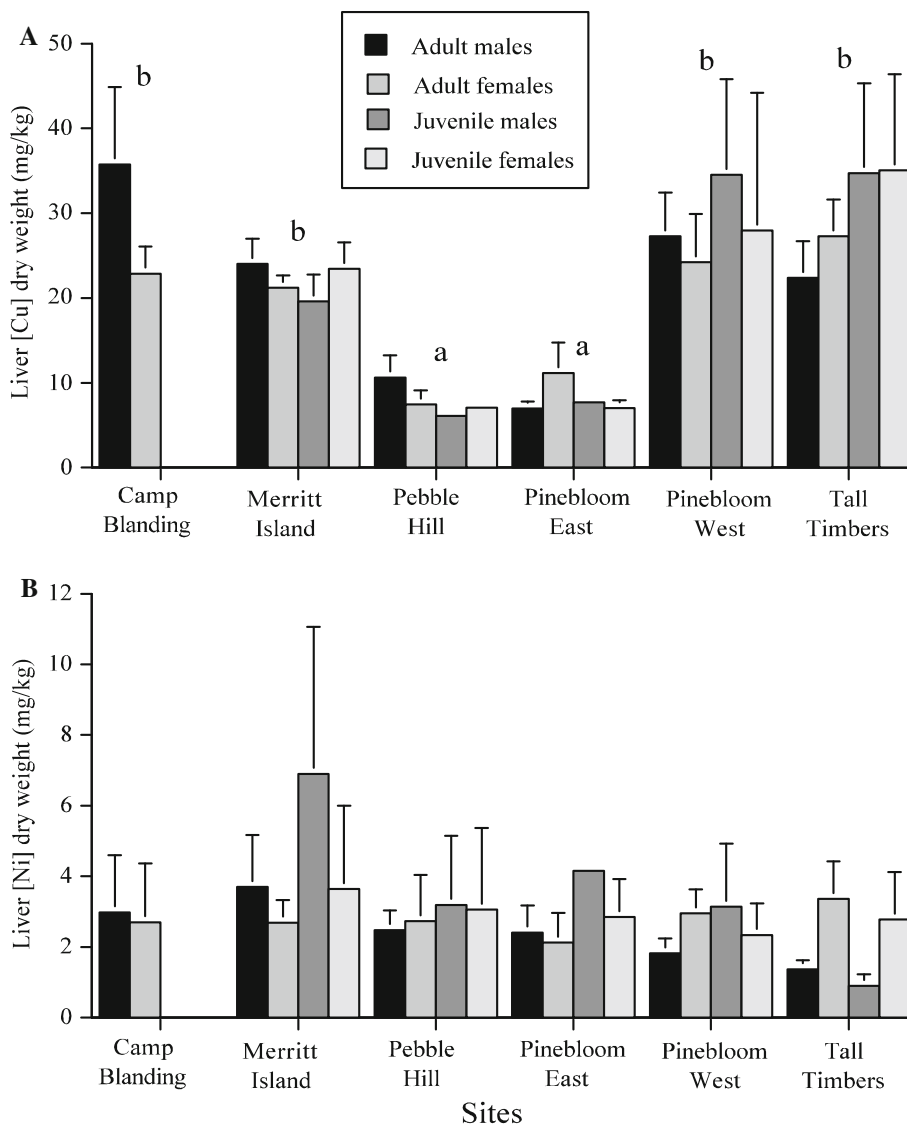 A
Liver [Cu] dry weight (mg/kg)
50
40
30
20
10
0
Adult males
Adult females
Juvenile males
Juvenile females
b
b
a
a
b
b
Camp Blanding
Merritt Island
Pebble Hill
Pinebloom East
Pinebloom West
Tall Timbers
B
Liver [Ni] dry weight (mg/kg)
12
10
8
6
4
2
0
Camp Blanding
Merritt Island
Pebble Hill
Pinebloom East
Pinebloom West
Tall Timbers
Sites